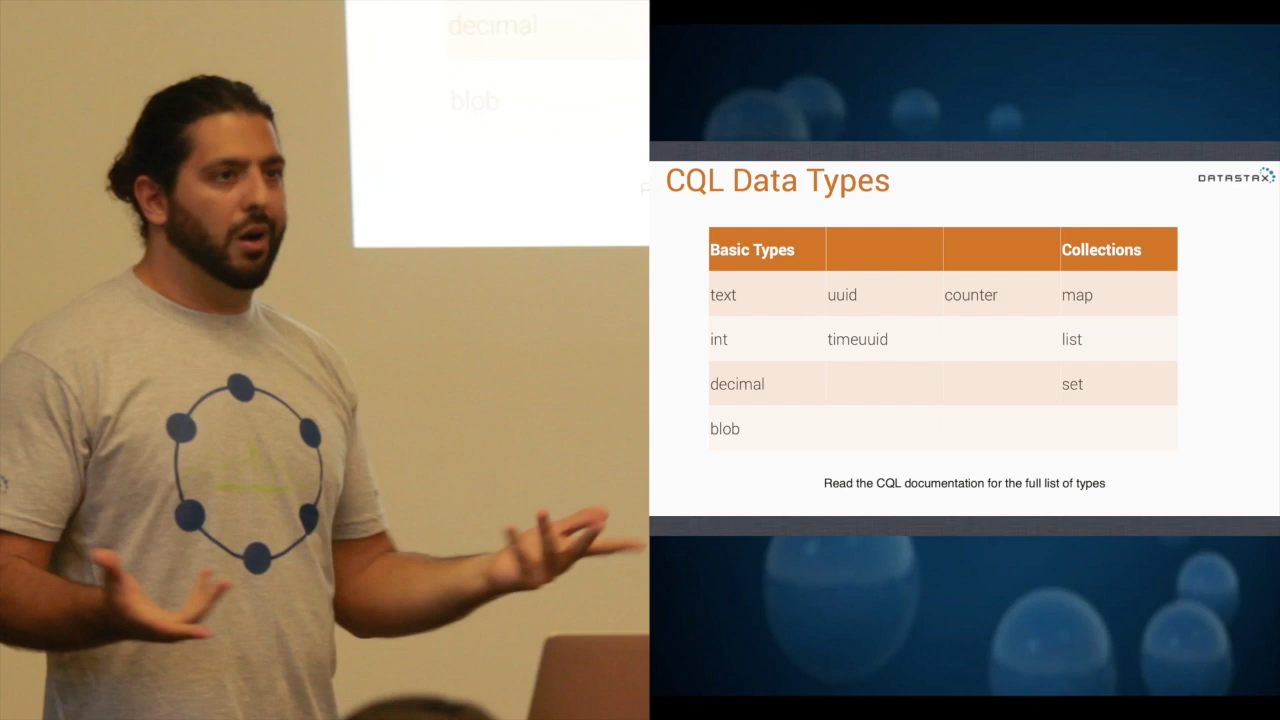 decimal
blob
CQL Data Types
DATASTAX
Basic Types Collections
text uuid counter map
int timeuuid list
decimal set
blob
Read the CQL documentation for the full list of types